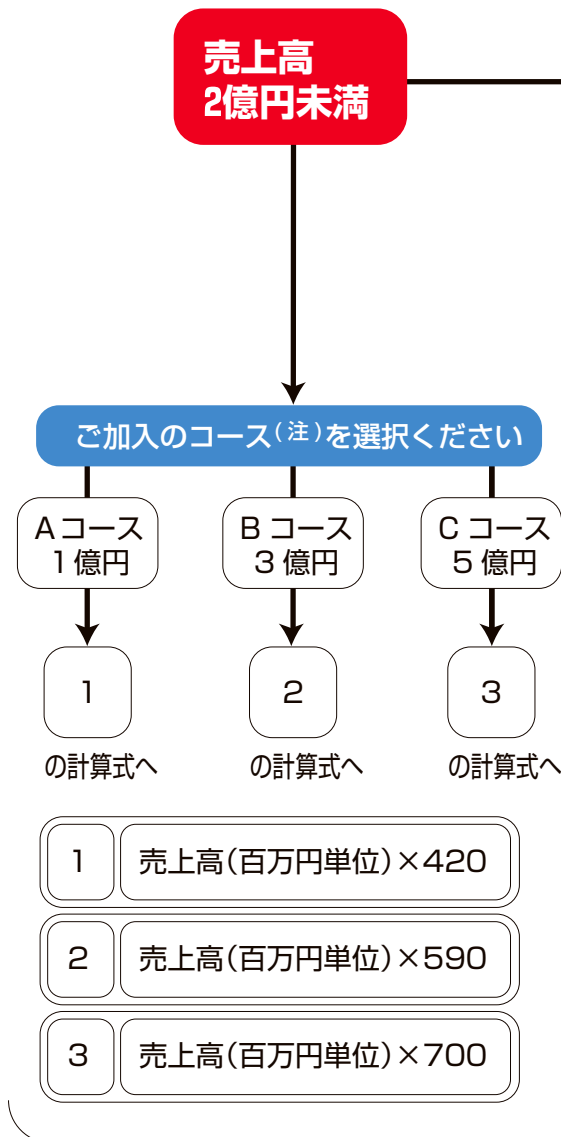 売上高
2億円未満
ご加入のコース(注)を選択ください
Aコース
1億円
Bコース
3億円
Cコース
5億円
1
2
3
の計算式へ
の計算式へ
の計算式へ
1 売上高(百万円単位)×420
2 売上高(百万円単位)×590
3 売上高(百万円単位)×700